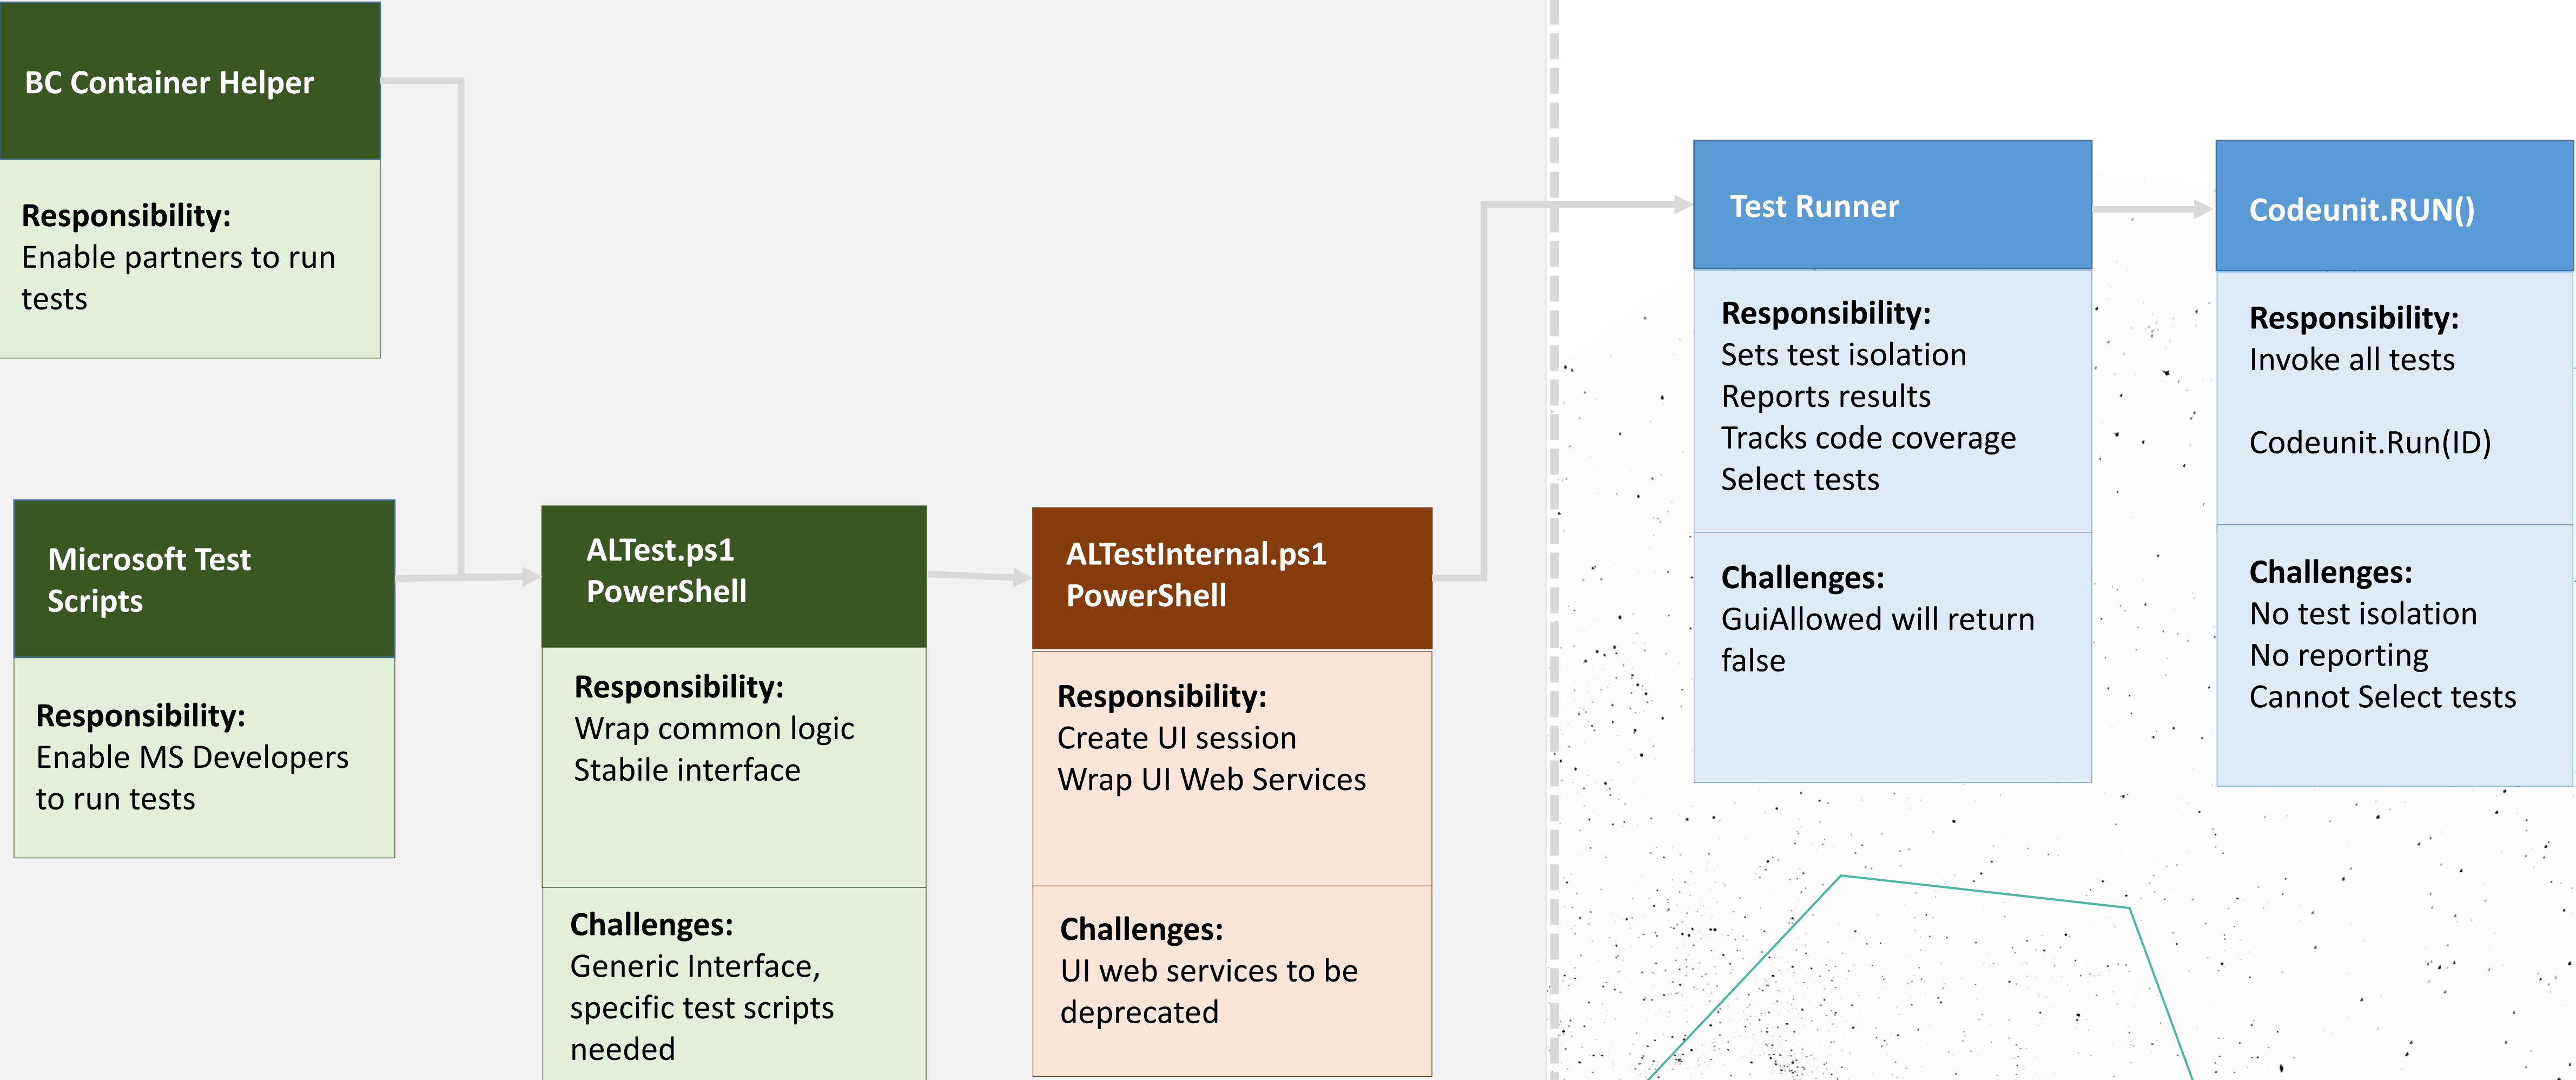 BC Container Helper
Responsibility:
Enable partners to run
tests
Microsoft Test
Scripts
Responsibility:
Enable MS Developers
to run tests
ALTest.ps1
PowerShell
Responsibility:
Wrap common logic
Stabile interface
Challenges:
Generic Interface,
specific test scripts
needed
ALTestInternal.ps1
PowerShell
Responsibility:
Create UI session
Wrap UI Web Services
Challenges:
UI web services to be
deprecated
Test Runner
Responsibility:
Sets test isolation
Reports results
Tracks code coverage
Select tests
Challenges:
GuiAllowed will return
false
Codeunit.RUN()
Responsibility:
Invoke all tests
Codeunit.Run(ID)
Challenges:
No test isolation
No reporting
Cannot Select tests